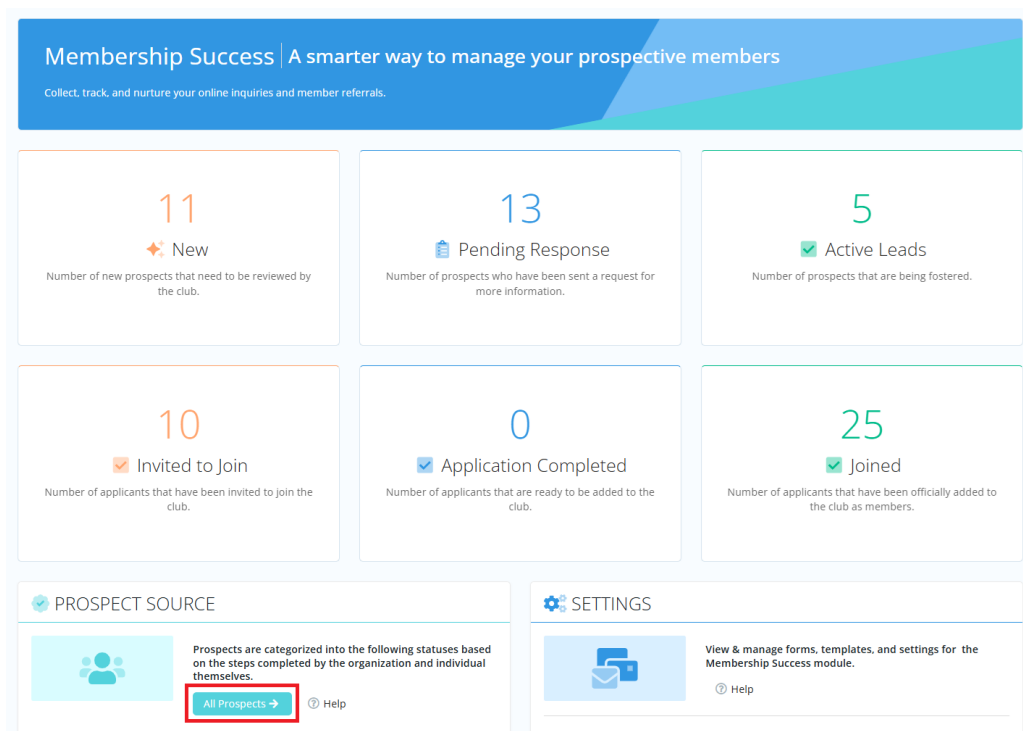 Membership Success | A smarter way to manage your prospective members
Collect, track, and nurture your online inquiries and member referrals.
11
New
Number of new prospects that need to be reviewed by
the club.
13
Pending Response
Number of prospects who have been sent a request for
more information.
5
Active Leads
Number of prospects that are being fostered.
10
Invited to Join
Number of applicants that have been invited to join the
club.
0
Application Completed
Number of applicants that are ready to be added to the
club.
25
Joined
Number of applicants that have been officially added to
the club as members.
PROSPECT SOURCE
Prospects are categorized into the following statuses based
on the steps completed by the organization and individual
themselves.
All Prospects →
Help
SETTINGS
View & manage forms, templates, and settings for the
Membership Success module.
Help